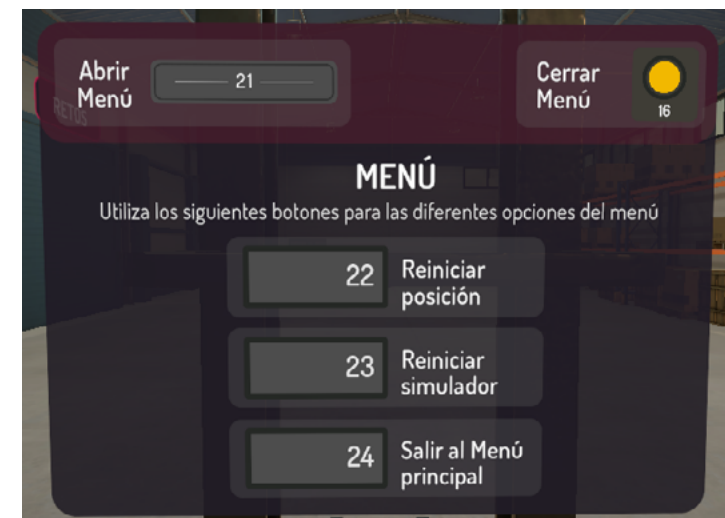 Abrir
Menú
21
Cerrar
Menú
16
RETOS
MENÚ
Utiliza los siguientes botones para las diferentes opciones del menú
22
Reiniciar
posición
23
Reiniciar
simulador
24
Salir al Menú
principal